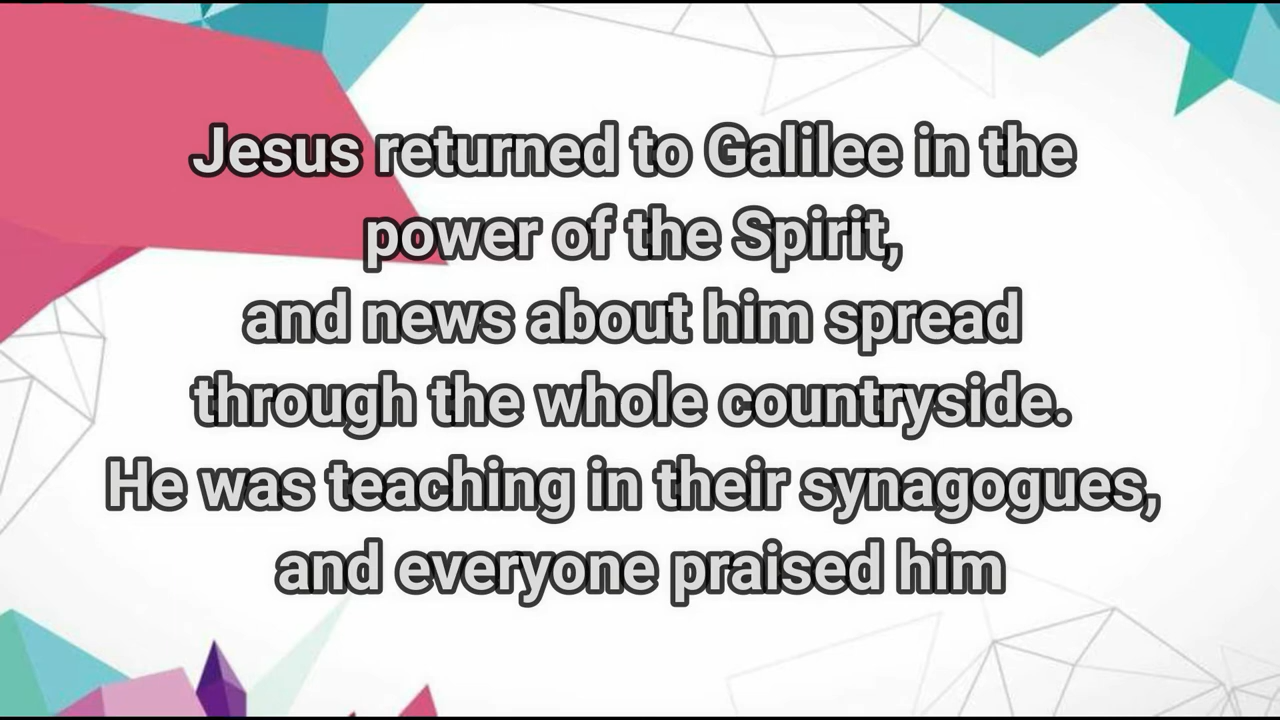 Jesus returned to Galilee in the
power of the Spirit,
and news about him spread
through the whole countryside.
He was teaching in their synagogues,
and everyone praised him